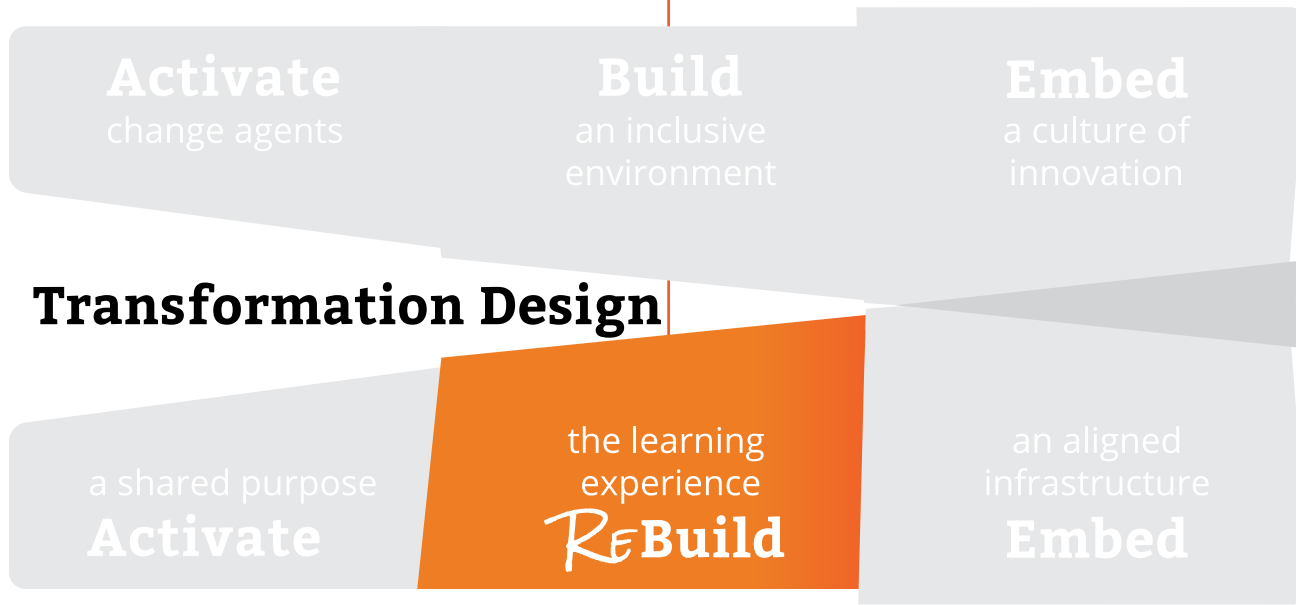 Activate
change agents
Build
an inclusive
environment
Embed
a culture of
innovation
Transformation Design
a shared purpose
Activate
the learning
experience
ReBuild
an aligned
infrastructure
Embed